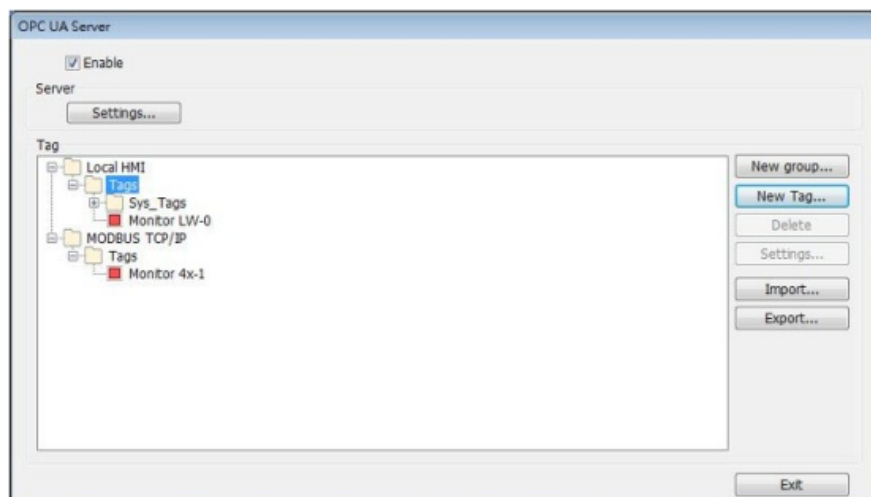 OPC UA Server
Enable
Server
Settings...
Tag
Local HMI
Tags
Sys_Tags
Monitor LW-0
MODBUS TCP/IP
Tags
Monitor 4x-1
New group...
New Tag...
Delete
Settings...
Import...
Export...
Exit